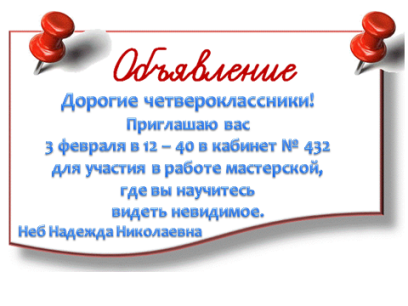 Объявление
Дорогие четвероклассники!
Приглашаю вас
3 февраля в 12 – 40 в кабинет № 432
для участия в работе мастерской,
где вы научитесь
видеть невидимое.
Неб Надежда Николаевна